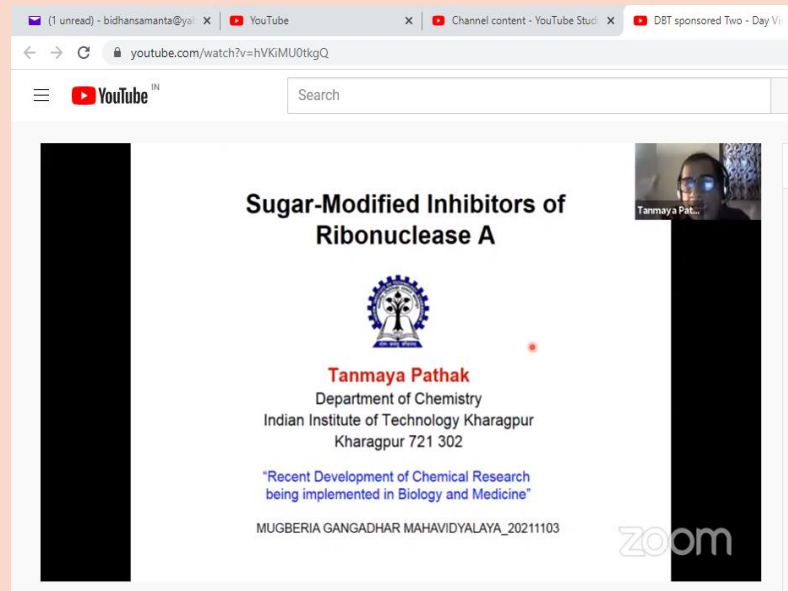 (1 unread) - bidhansamanta@yal
YouTube
Channel content - YouTube Studi
DBT sponsored Two - Day Vi
youtube.com/watch?v=hVKiMU0tkgQ
YouTube IN
Search
Sugar-Modified Inhibitors of
Ribonuclease A
Tanmaya Pat...
Tanmaya Pathak
Department of Chemistry
Indian Institute of Technology Kharagpur
Kharagpur 721 302
"Recent Development of Chemical Research
being implemented in Biology and Medicine"
MUGBERIA GANGADHAR MAHAVIDYALAYA_20211103
zoom